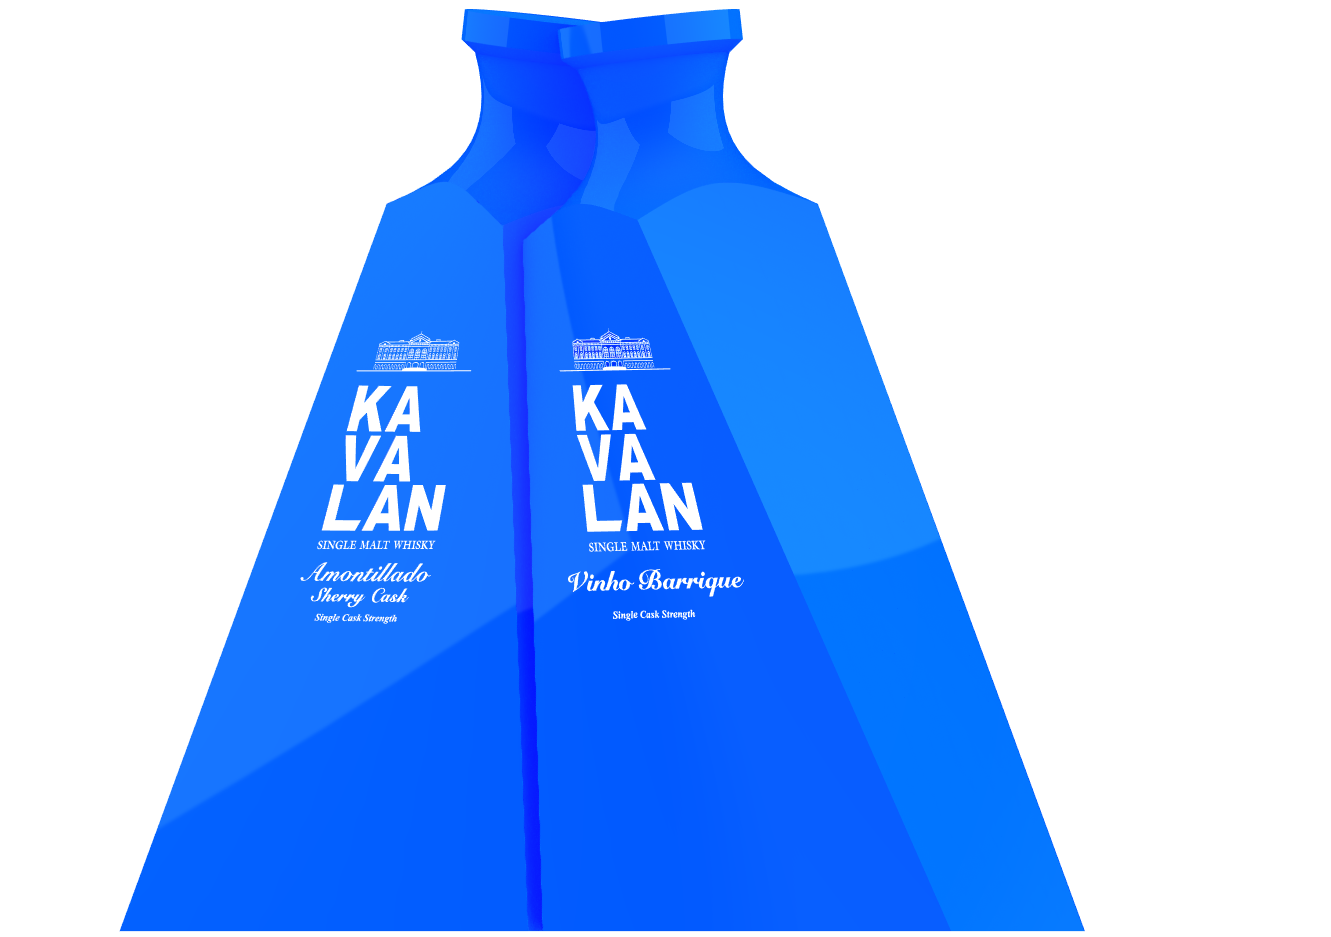 KA
VA
LAN
SINGLE MALT WHISKY
Amontillado
Sherry Cask
Single Cask Strength
KA
VA
LAN
SINGLE MALT WHISKY
Vinho Barrique
Single Cask Strength